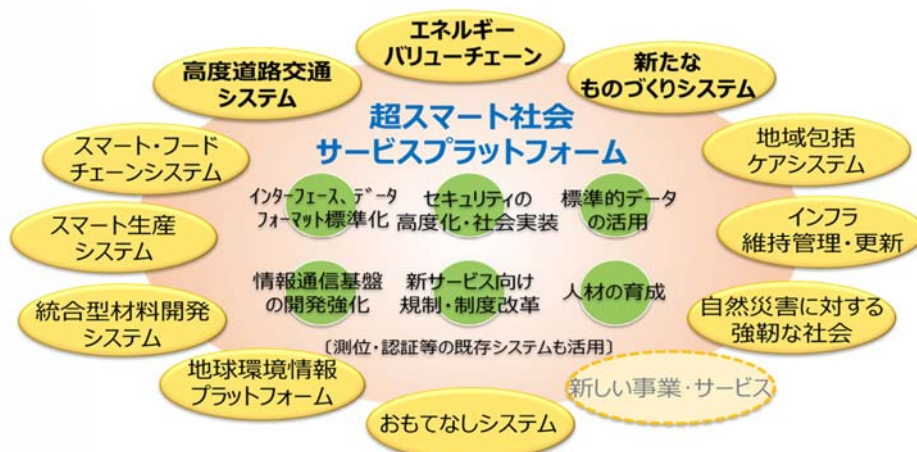 エネルギー
バリューチェーン
高度道路交通
システム
新たな
ものづくりシステム
超スマート社会
サービスプラットフォーム
スマート・フード
チェーンシステム
地域包括
ケアシステム
インターフェース、データ
フォーマット標準化
セキュリティの
高度化・社会実装
標準的データ
の活用
スマート生産
システム
インフラ
維持管理・更新
情報通信基盤
の開発強化
新サービス向け
規制・制度改革
人材の育成
統合型材料開発
システム
自然災害に対する
強靭な社会
〔測位・認証等の既存システムも活用〕
地球環境情報
プラットフォーム
新しい事業・サービス
おもてなしシステム